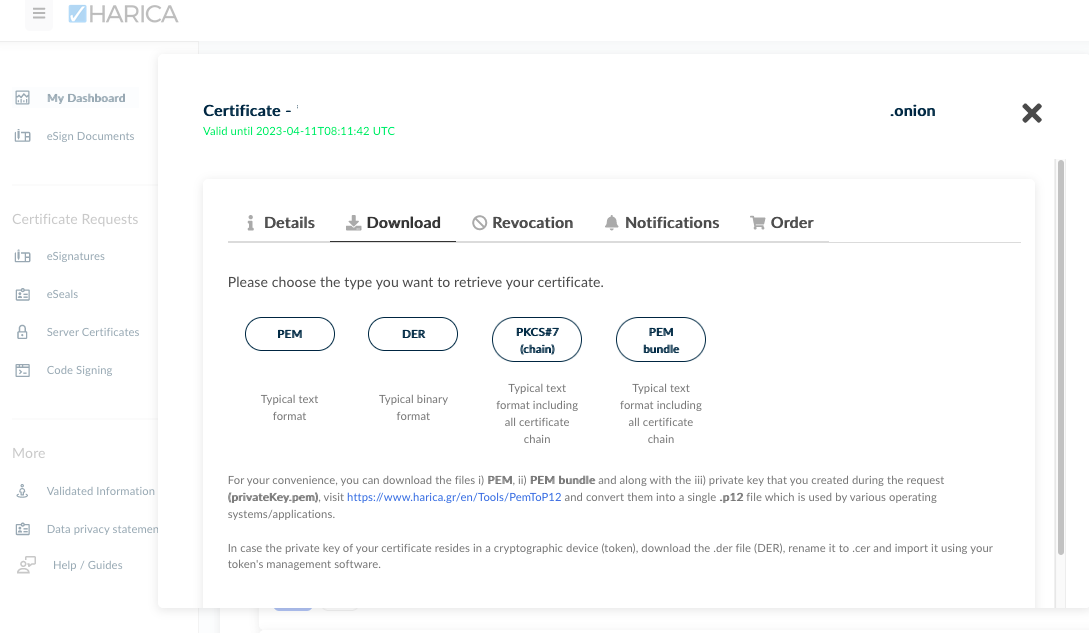 HARICA
My Dashboard
eSign Documents
Certificate Requests
eSignatures
eSeals
Server Certificates
Code Signing
More
Validated Information
Data privacy statemen
Help / Guides
Certificate - '
.onion
Valid until 2023-04-11T08:11:42 UTC
Details
Download
Revocation
Notifications
Order
Please choose the type you want to retrieve your certificate.
PEM
DER
PKCS#7
(chain)
PEM
bundle
Typical text
format
Typical binary
format
Typical text
format including
all certificate
chain
Typical text
format including
all certificate
chain
For your convenience, you can download the files i) PEM, ii) PEM bundle and along with the iii) private key that you created during the request
(privateKey.pem), visit https://www.harica.gr/en/Tools/PemToP12 and convert them into a single .p12 file which is used by various operating
systems/applications.
In case the private key of your certificate resides in a cryptographic device (token), download the .der file (DER), rename it to .cer and import it using your
token's management software.